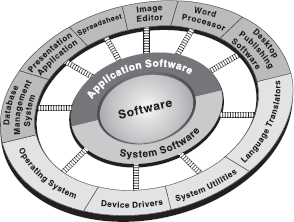 Image
Editor
Word
Processor
Spreadsheet
Desktop
Publishing
Software
Presentation
Application
Database
Management
System
Application Software
Software
System Software
Language Translators
Operating System
Device Drivers
System Utilities